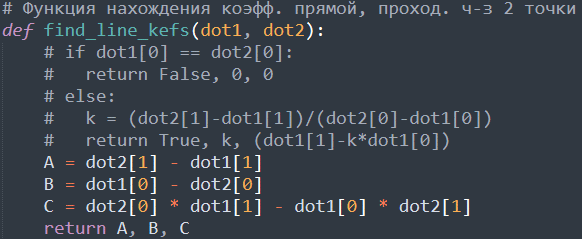 # Функция нахождения коэфф. прямой, проход. ч-з 2 точки
def find_line_kefs(dot1, dot2):
    # if dot1[0] == dot2[0]:
    #   return False, 0, 0
    # else:
    #   k = (dot2[1]-dot1[1])/(dot2[0]-dot1[0])
    #   return True, k, (dot1[1]-k*dot1[0])
    A = dot2[1] - dot1[1]
    B = dot1[0] - dot2[0]
    C = dot2[0] * dot1[1] - dot1[0] * dot2[1]
    return A, B, C